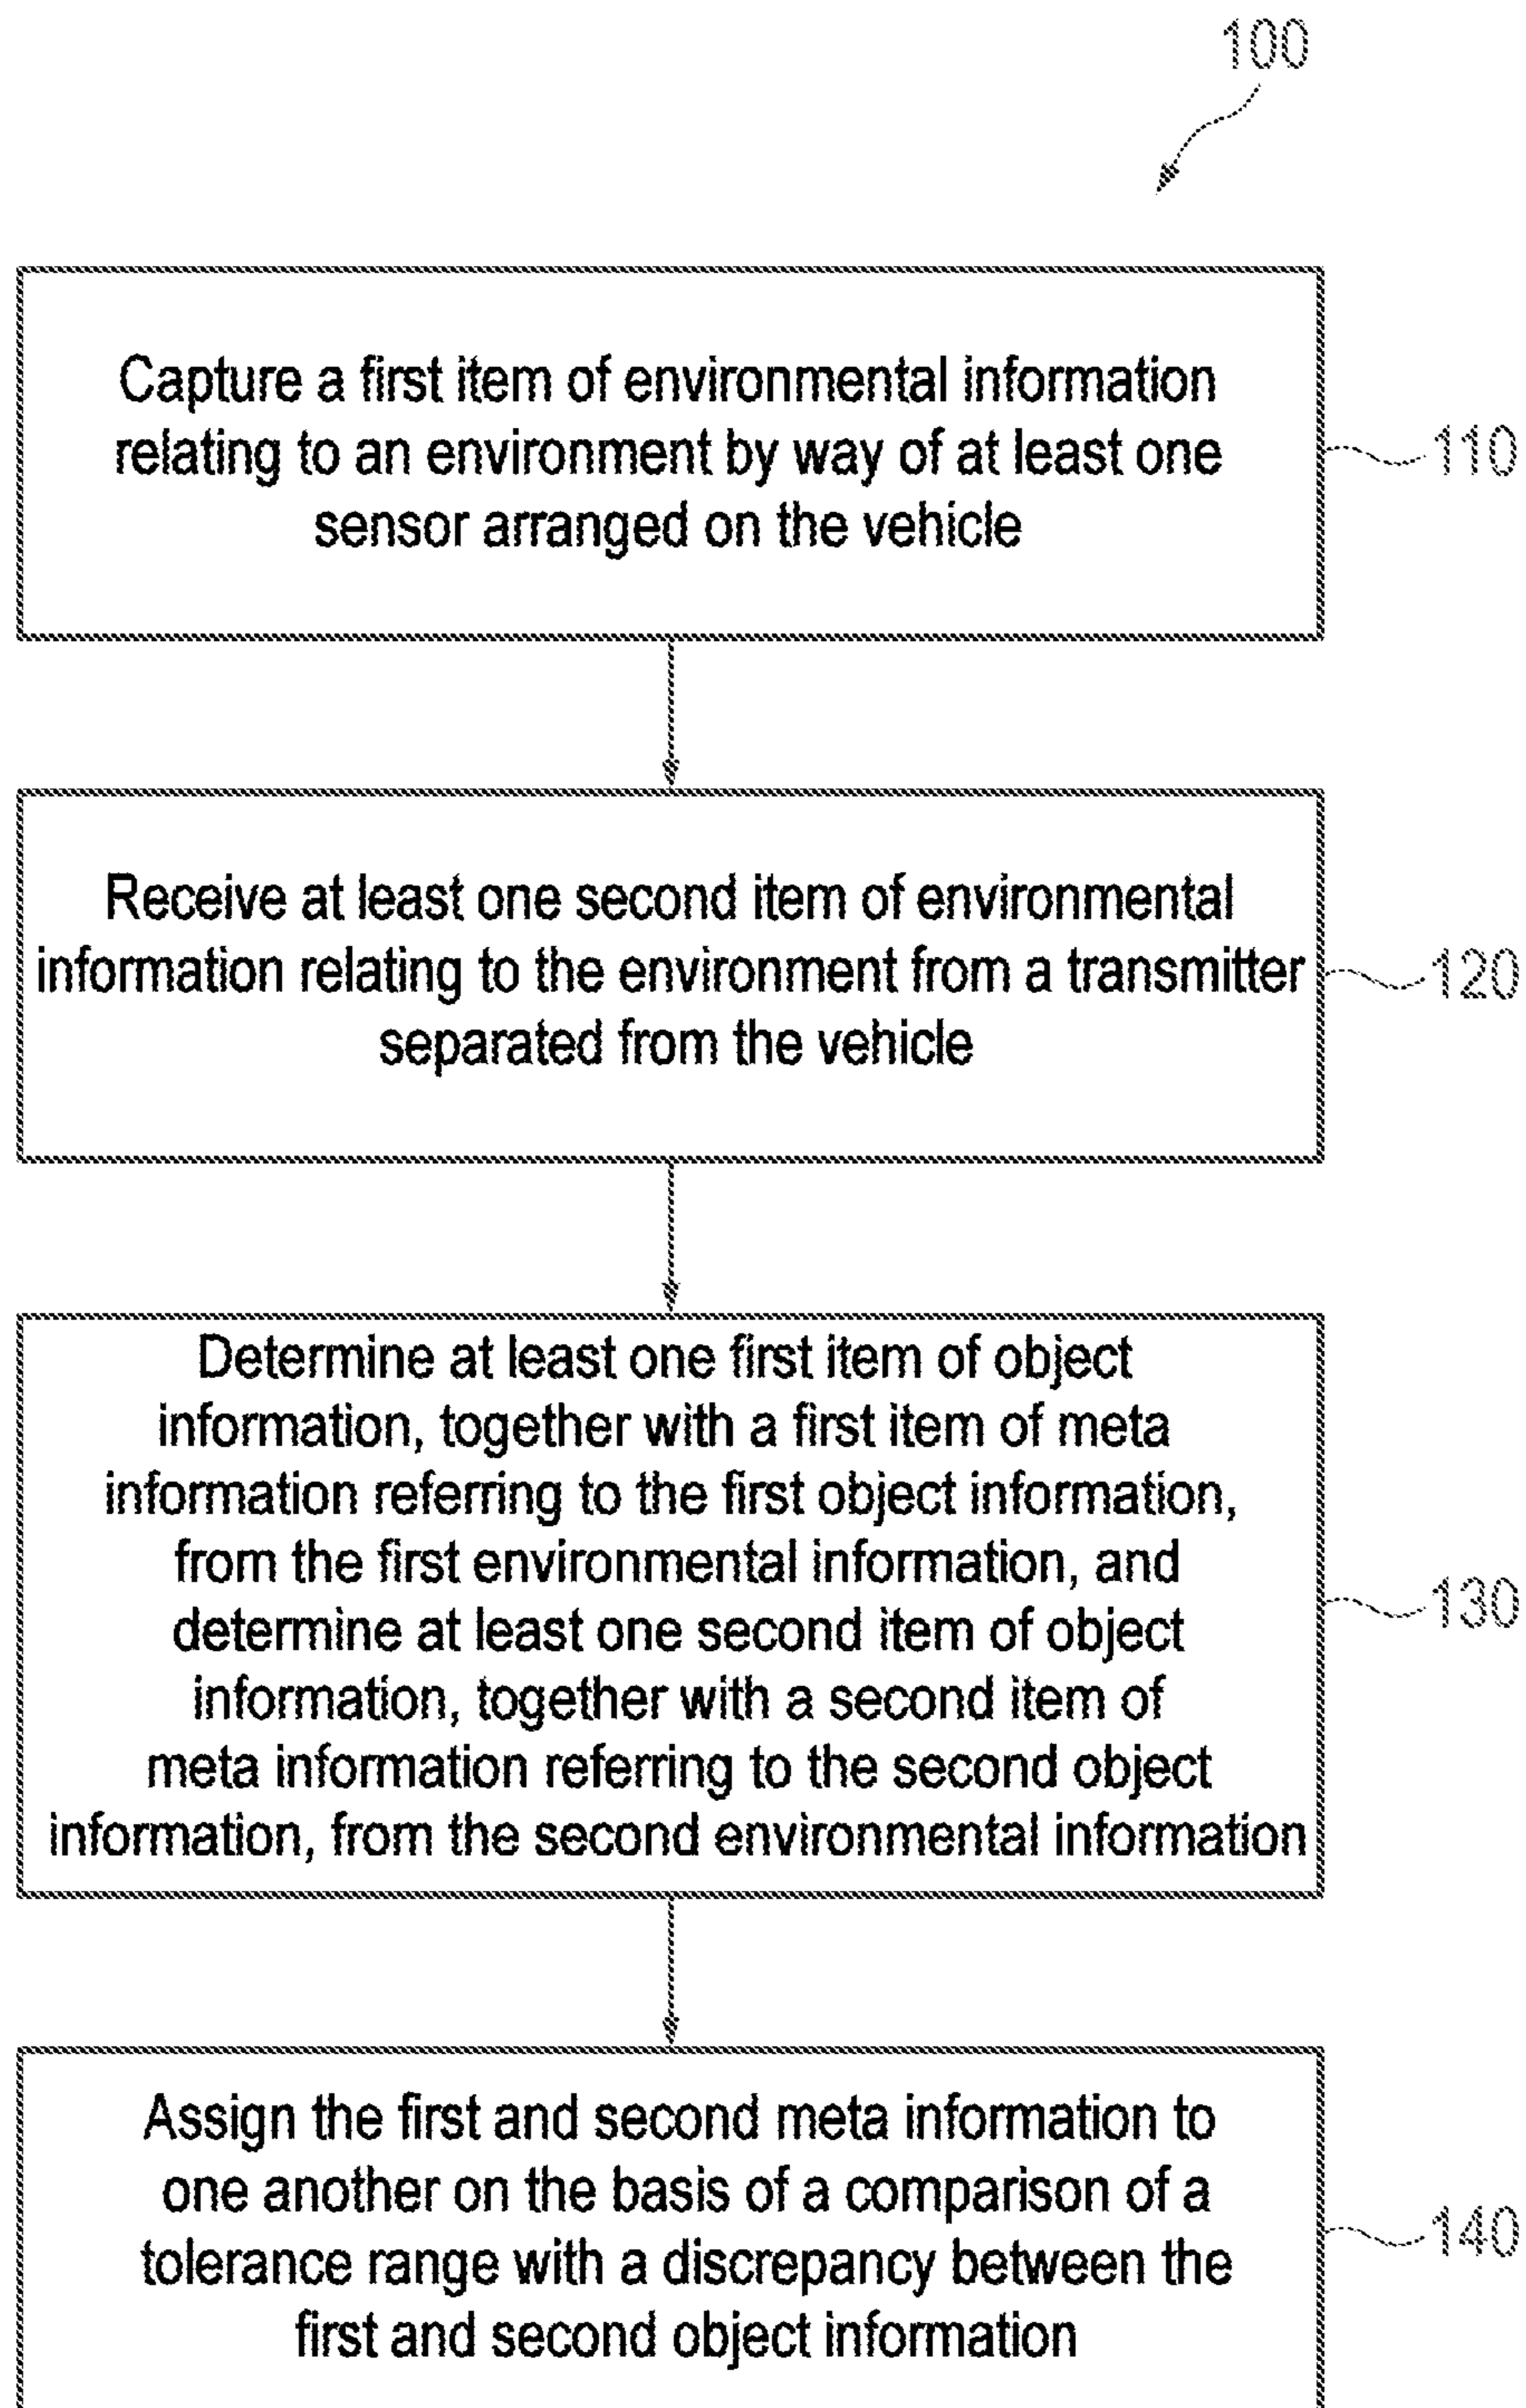 100
Capture a first item of environmental information
relating to an environment by way of at least one
sensor arranged on the vehicle
110
Receive at least one second item of environmental
information relating to the environment from a transmitter
separated from the vehicle
120
Determine at least one first item of object
information, together with a first item of meta
information referring to the first object information,
from the first environmental information, and
determine at least one second item of object
information, together with a second item of
meta information referring to the second object
information, from the second environmental information
130
Assign the first and second meta information to
one another on the basis of a comparison of a
tolerance range with a discrepancy between the
first and second object information
140